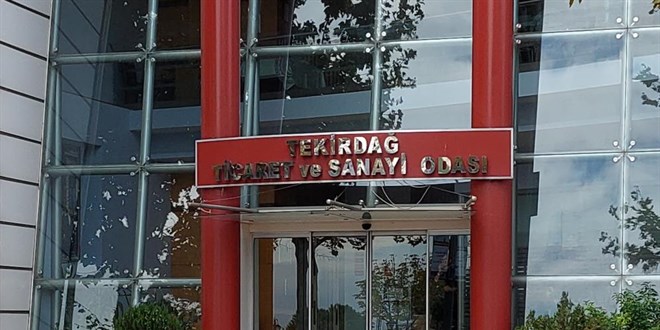 TEKİRDAĞ
TİCARET ve SANAYİ ODASI